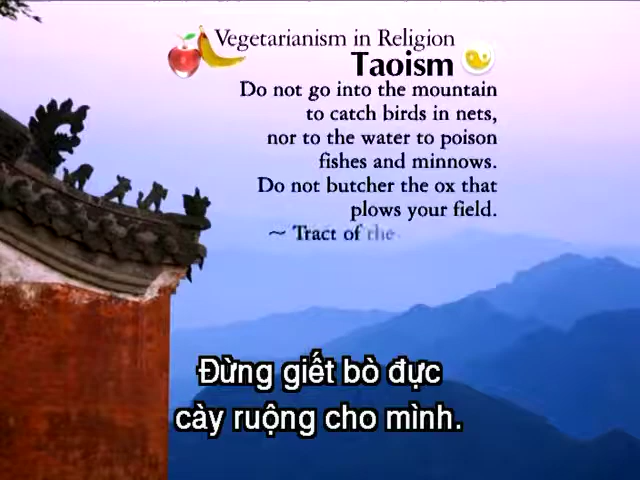 Vegetarianism in Religion
Taoism
Do not go into the mountain
to catch birds in nets,
nor to the water to poison
fishes and minnows.
Do not butcher the ox that
plows your field.
~ Tract of the
Đừng giết bò đực
cày ruộng cho mình.